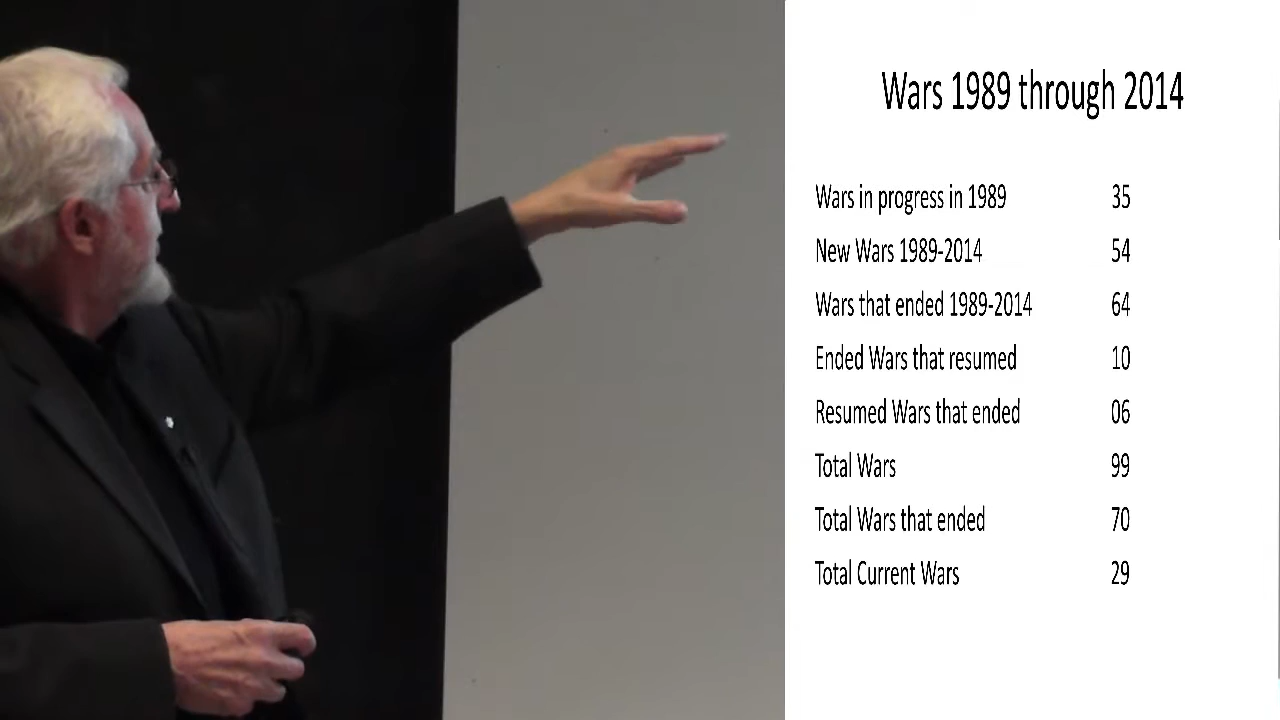 Wars 1989 through 2014
Wars in progress in 1989 35
New Wars 1989-2014 54
Wars that ended 1989-2014 64
Ended Wars that resumed 10
Resumed Wars that ended 06
Total Wars 99
Total Wars that ended 70
Total Current Wars 29